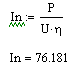 In := P / (U·η)
In = 76.181